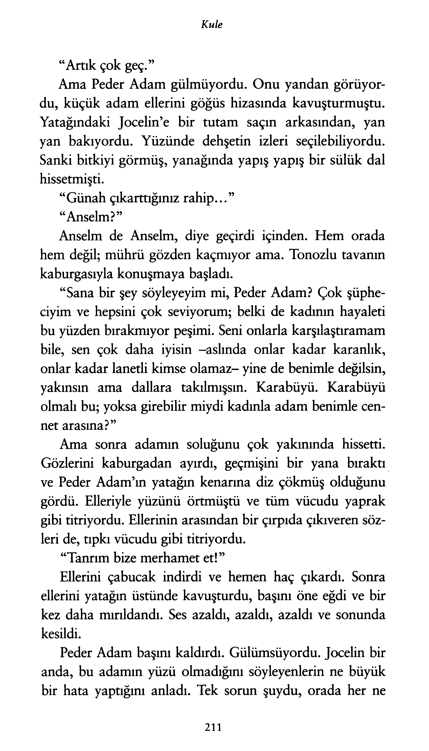 Kule
“Artık çok geç.”
Ama Peder Adam gülmüyordu. Onu yandan görüyor-
du, küçük adam ellerini göğüs hizasında kavuşturmuştu.
Yatağındaki Jocelin’e bir tutam saçın arkasından, yan
yan bakıyordu. Yüzünde dehşetin izleri seçilebiliyordu.
Sanki bitkiyi görmüş, yanağında yapış yapış bir sülük dal
hissetmişti.
“Günah çıkarttığınız rahip...”
“Anselm?”
Anselm de Anselm, diye geçirdi içinden. Hem orada
hem değil; mührü gözden kaçmıyor ama. Tonozlu tavanın
kaburgasıyla konuşmaya başladı.
“Sana bir şey söyleyeyim mi, Peder Adam? Çok şüphe-
ciyim ve hepsini çok seviyorum; belki de kadının hayaleti
bu yüzden bırakmıyor peşimi. Seni onlarla karşılaştıramam
bile, sen çok daha iyisin –aslında onlar kadar karanlık,
onlar kadar lanetli kimse olamaz– yine de benimle değilsin,
yakınsın ama dallara takılmışsın. Karabüyü. Karabüyü
olmalı bu; yoksa girebilir miydi kadınla adam benimle cen-
net arasına?”
Ama sonra adamın soluğunu çok yakınında hissetti.
Gözlerini kaburgadan ayırdı, geçmişini bir yana bıraktı
ve Peder Adam’ın yatağın kenarına diz çökmüş olduğunu
gördü. Elleriyle yüzünü örtmüştü ve tüm vücudu yaprak
gibi titriyordu. Ellerinin arasından bir çırpıda çıkıveren söz-
leri de, tıpkı vücudu gibi titriyordu.
“Tanrım bize merhamet et!”
Ellerini çabucak indirdi ve hemen haç çıkardı. Sonra
ellerini yatağın üstünde kavuşturdu, başını öne eğdi ve bir
kez daha mırıldandı. Ses azaldı, azaldı, azaldı ve sonunda
kesildi.
Peder Adam başını kaldırdı. Gülümsüyordu. Jocelin bir
anda, bu adamın yüzü olmadığını söyleyenlerin ne büyük
bir hata yaptığını anladı. Tek sorun şuydu, orada her ne
211